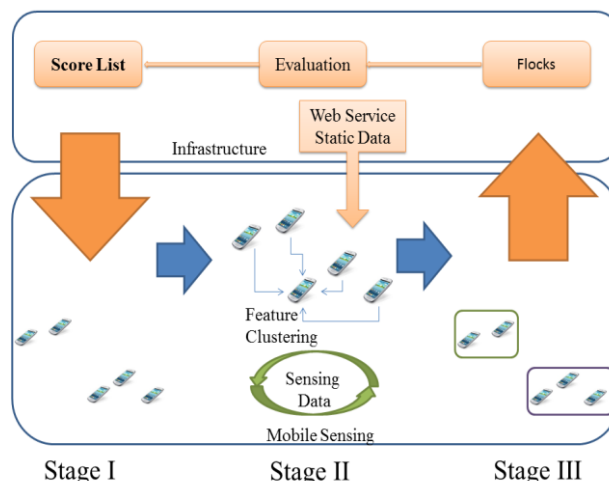 Score List
Evaluation
Flocks
Web Service
Static Data
Infrastructure
Feature
Clustering
Sensing
Data
Mobile Sensing
Stage I
Stage II
Stage III